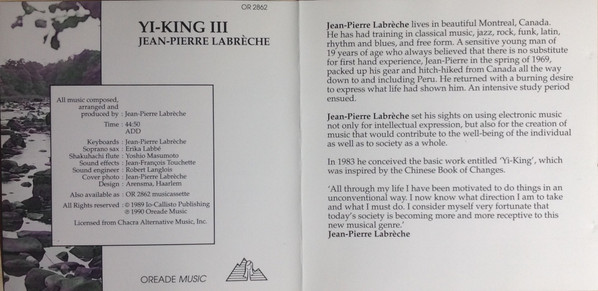 OR 2862
YI-KING III
JEAN-PIERRE LABRÈCHE
All music composed,
arranged and
produced by : Jean-Pierre Labrèche
Time : 44:50
ADD
Keyboards : Jean-Pierre Labrèche
Soprano sax : Erika Labbé
Shakuhachi flute : Yoshio Masumoto
Sound effects : Jean-François Touchette
Sound engineer : Robert Langlois
Cover photo : Jean-Pierre Labrèche
Design : Arensma, Haarlem
Also available as : OR 2862 musicassette
All Rights reserved : © 1989 Io-Callisto Publishing
℗ 1990 Oreade Music
Licensed from Chacra Alternative Music, Inc.
OREADE MUSIC
Jean-Pierre Labrèche lives in beautiful Montreal, Canada.
He has had training in classical music, jazz, rock, funk, latin,
rhythm and blues, and free form. A sensitive young man of
19 years of age who always believed that there is no substitute
for first hand experience, Jean-Pierre in the spring of 1969,
packed up his gear and hitch-hiked from Canada all the way
down to and including Peru. He returned with a burning desire
to express what life had shown him. An intensive study period
ensued.
Jean-Pierre Labrèche set his sights on using electronic music
not only for intellectual expression, but also for the creation of
music that would contribute to the well-being of the individual
as well as to society as a whole.
In 1983 he conceived the basic work entitled 'Yi-King', which
was inspired by the Chinese Book of Changes.
'All through my life I have been motivated to do things in an
unconventional way. I now know what direction I am to take
and what I must do. I consider myself very fortunate that
today's society is becoming more and more receptive to this
new musical genre.'
Jean-Pierre Labrèche